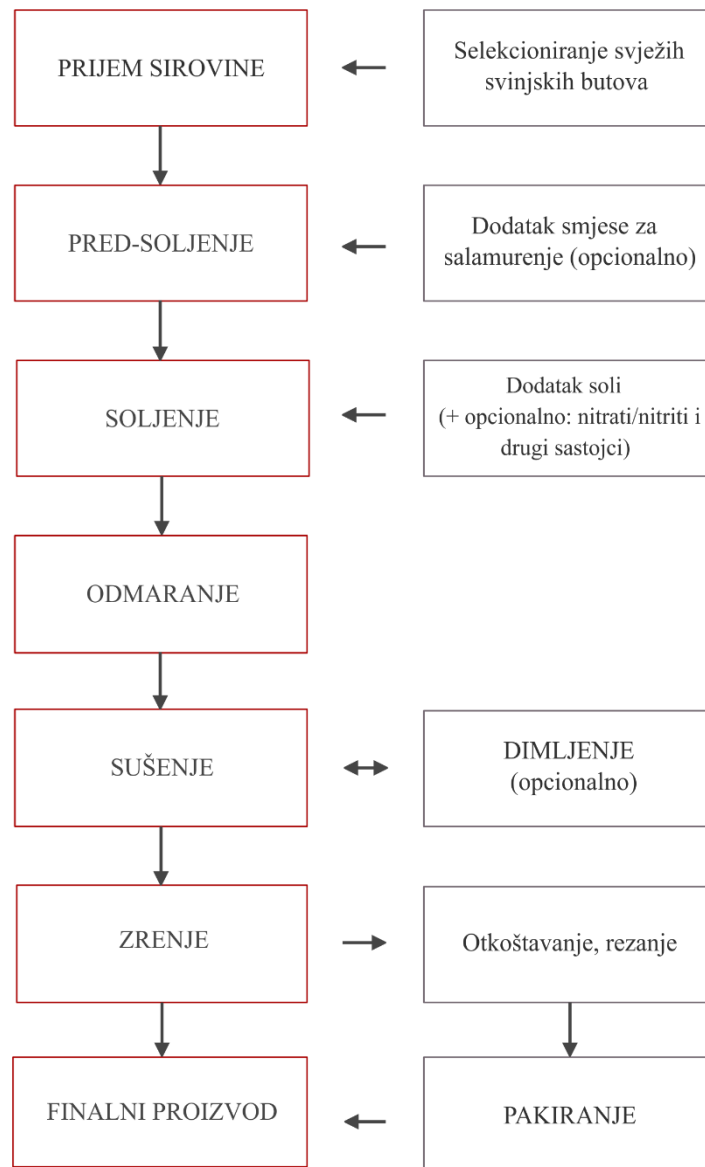 PRIJEM SIROVINE
Selekcioniranje svježih
svinjskih butova
PRED-SOLJENJE
Dodatak smjese za
salamurenje (opcionalno)
SOLJENJE
Dodatak soli
(+ opcionalno: nitrati/nitriti i
drugi sastojci)
ODMARANJE
SUŠENJE
DIMLJENJE
(opcionalno)
ZRENJE
Otkoštavanje, rezanje
FINALNI PROIZVOD
PAKIRANJE